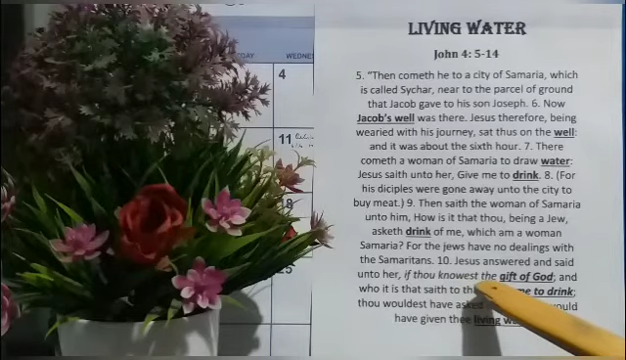 LIVING WATER
John 4: 5-14
5. "Then cometh he to a city of Samaria, which
is called Sychar, near to the parcel of ground
that Jacob gave to his son Joseph. 6. Now
Jacob's well was there. Jesus therefore, being
wearied with his journey, sat thus on the well:
and it was about the sixth hour. 7. There
cometh a woman of Samaria to draw water:
Jesus saith unto her, Give me to drink. 8. (For
his diciples were gone away unto the city to
buy meat.) 9. Then saith the woman of Samaria
unto him, How is it that thou, being a Jew,
asketh drink of me, which am a woman
Samaria? For the jews have no dealings with
the Samaritans. 10. Jesus answered and said
unto her, if thou knowest the gift of God; and
who it is that saith to me to drink;
thou wouldest have asked
have given thee living
WEDNES
4
11
18
25